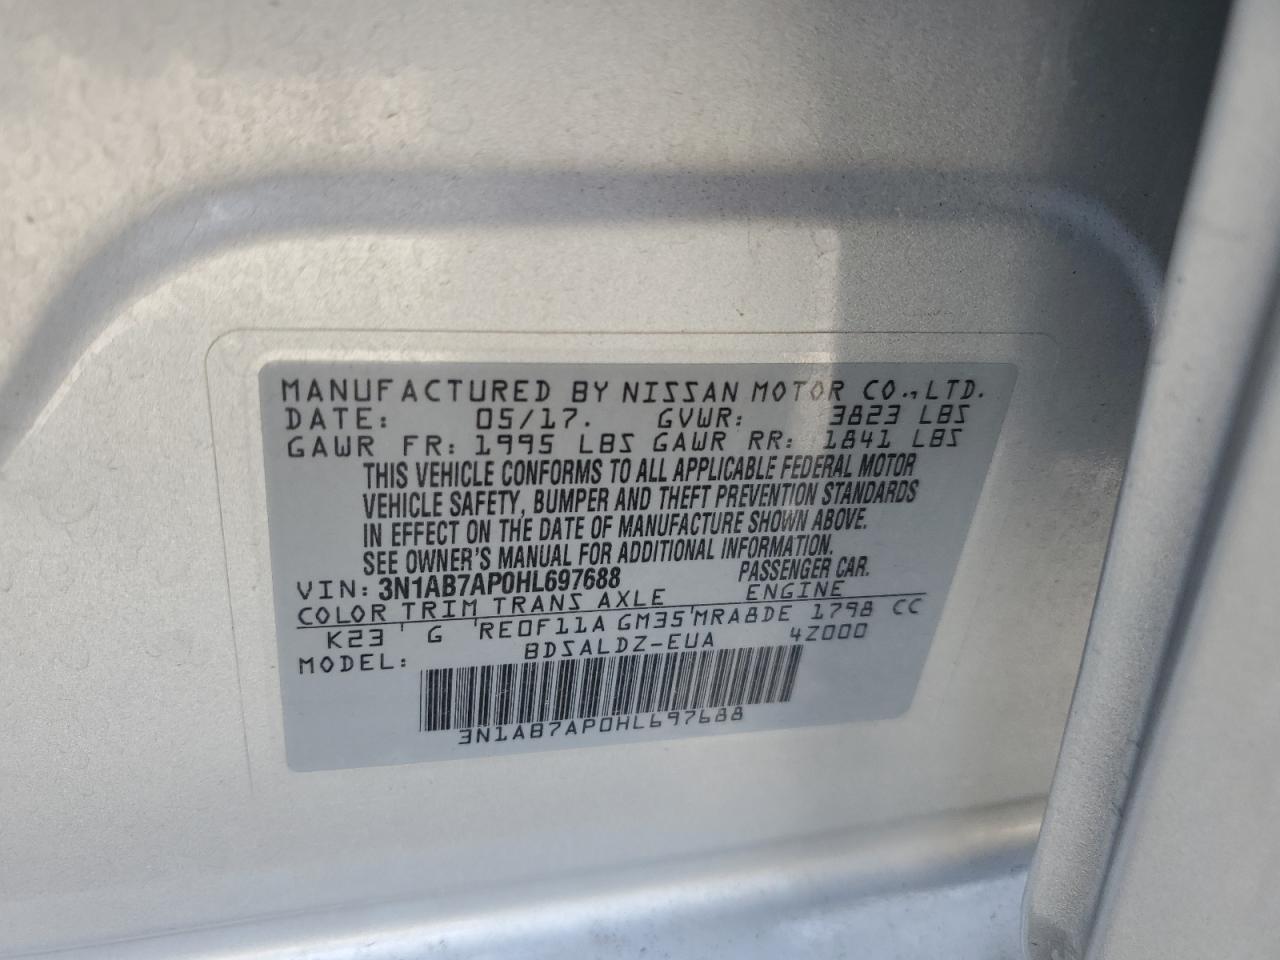 MANUFACTURED BY NISSAN MOTOR CO.,LTD.
DATE: 05/17. GVWR: 3823 LBS
GAWR FR: 1995 LBS GAWR RR: 1841 LBS
THIS VEHICLE CONFORMS TO ALL APPLICABLE FEDERAL MOTOR
VEHICLE SAFETY, BUMPER AND THEFT PREVENTION STANDARDS
IN EFFECT ON THE DATE OF MANUFACTURE SHOWN ABOVE.
SEE OWNER'S MANUAL FOR ADDITIONAL INFORMATION.
VIN: 3N1AB7AP0HL697688 PASSENGER CAR.
COLOR TRIM TRANS AXLE ENGINE
K23 ' G ' RE0F11A GM35 ' MRA8DE 1798 CC
MODEL: BDSALDZ-EUA 4Z000
3N1AB7AP0HL697688